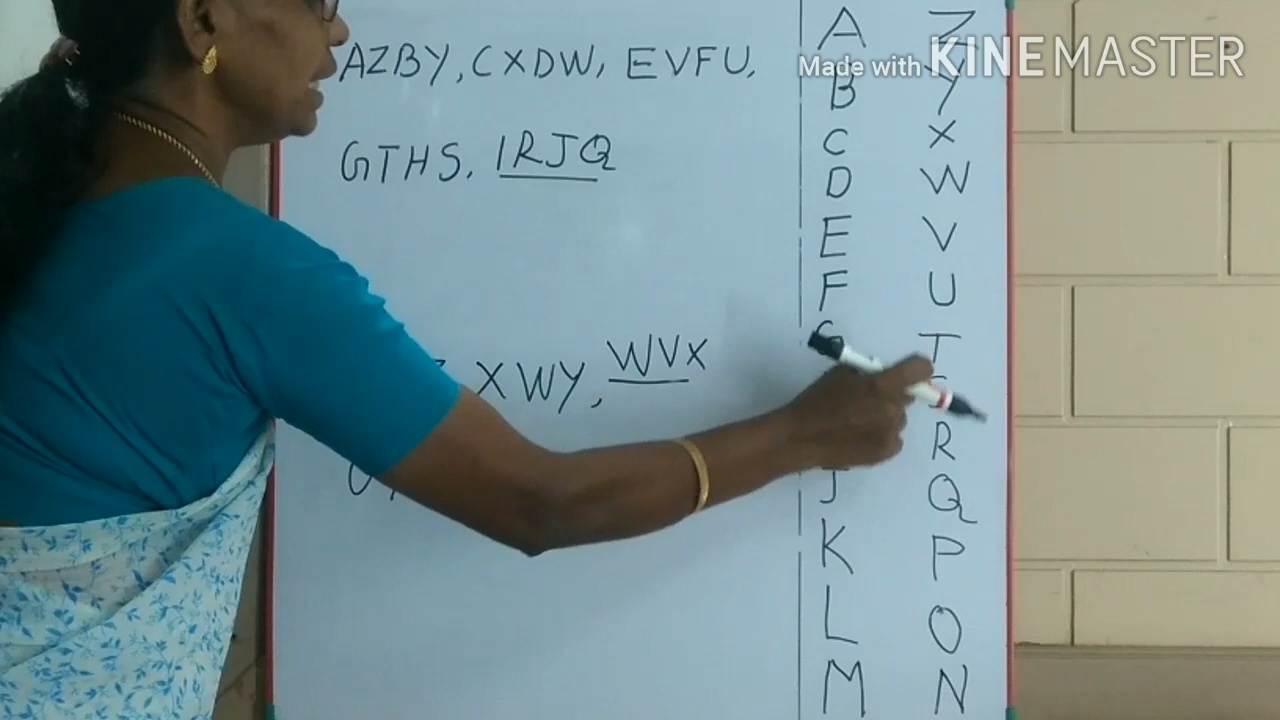 AZBY, CXDW, EVFU,
GTHS, IRJQ
XWY, WVX
Made with KINEMASTER
A Z
B Y
C X
D W
E V
F U
G T
R
J Q
K P
L O
M N